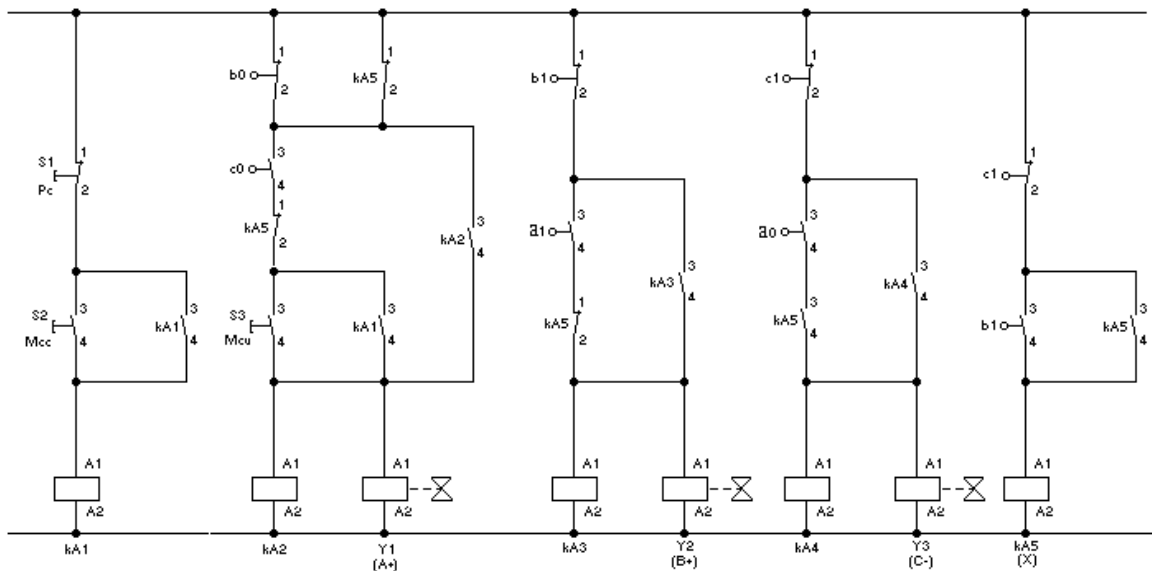 1 1 1 1
b0 kA5 b1 c1
2 2 2 2
1 3 1
S1 c0 c1
Pc 2 4 2
1 3 3 3
kA5 kA2 a1 a0
2 4 4 4
3 3 3 3 3 3
kA3 kA4
4 4
3 3 1 3 3 3
S2 kA1 S3 kA1 kA5 kA5 b1 kA5
Mcc 4 4 Mcu 4 4 2 4 4 4
A1 A1 A1 A1 A1 A1 A1 A1
A2 A2 A2 A2 A2 A2 A2 A2
kA1 kA2 Y1 kA3 Y2 kA4 Y3 kA5
(A+) (B+) (C-) (X)